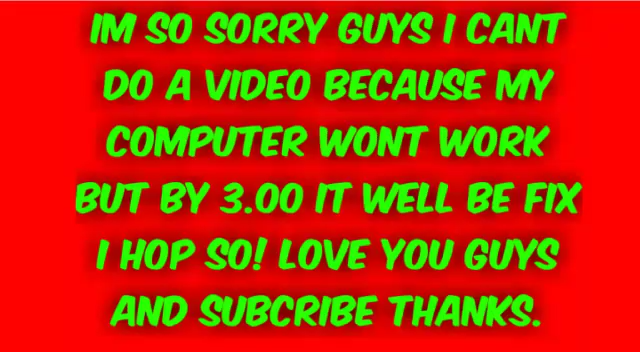 IM SO SORRY GUYS I CANT
DO A VIDEO BECAUSE MY
COMPUTER WONT WORK
BUT BY 3.00 IT WELL BE FIX
I HOP SO! LOVE YOU GUYS
AND SUBCRIBE THANKS.